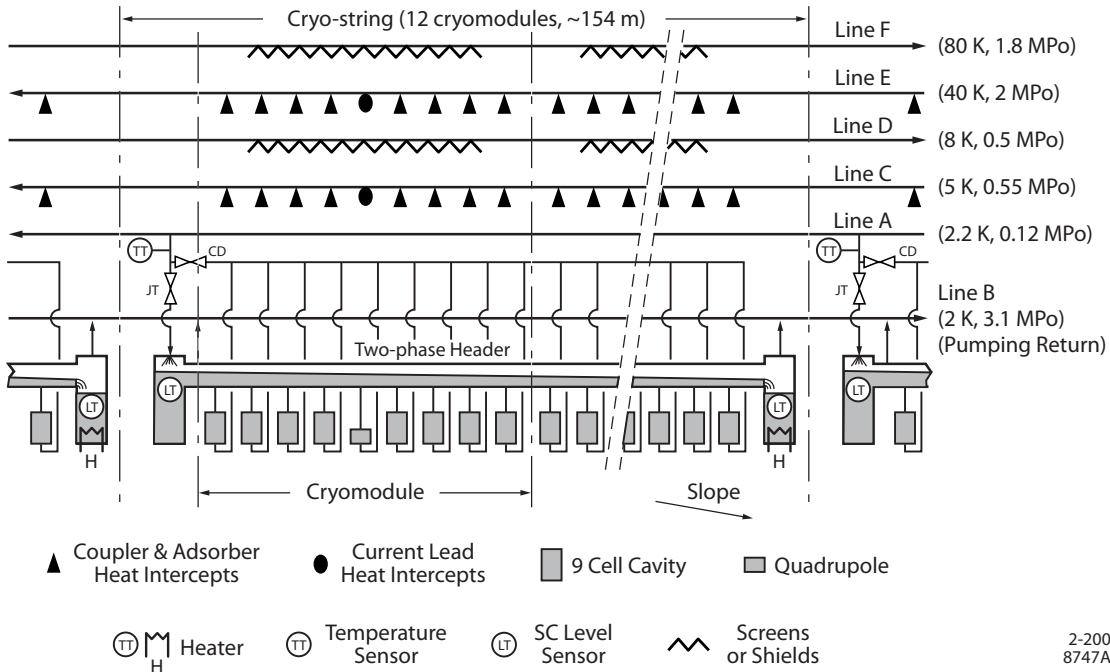 Cryo-string (12 cryomodules, ~154 m)
Line F
(80 K, 1.8 MPo)
Line E
(40 K, 2 MPo)
Line D
(8 K, 0.5 MPo)
Line C
(5 K, 0.55 MPo)
Line A
(2.2 K, 0.12 MPo)
TT
CD
TT
CD
JT
JT
Line B
(2 K, 3.1 MPo)
(Pumping Return)
Two-phase Header
LT
LT
LT
LT
H
H
Cryomodule
Slope
Coupler & Adsorber
Heat Intercepts
Current Lead
Heat Intercepts
9 Cell Cavity
Quadrupole
TT
H
Heater
TT
Temperature
Sensor
LT
SC Level
Sensor
Screens
or Shields
2-200
8747A